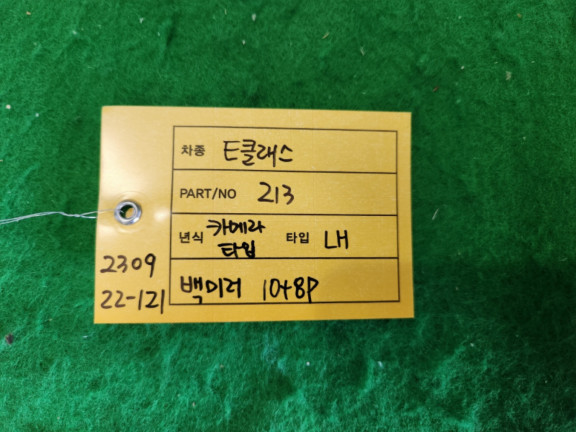 차종 E클래스
PART/NO 213
년식 카메라 타입 타입 LH
백미러 10+8P
2309
22-121